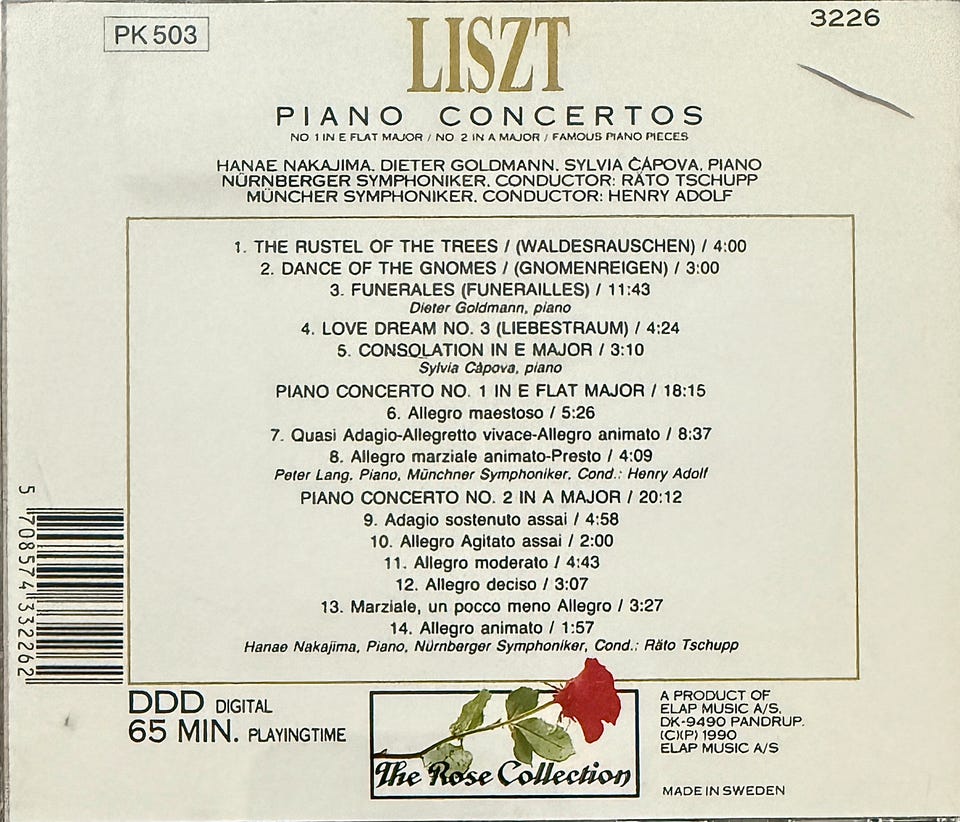 PK 503
3226
LISZT
PIANO CONCERTOS
NO 1 IN E FLAT MAJOR / NO. 2 IN A MAJOR / FAMOUS PIANO PIECES
HANAE NAKAJIMA. DIETER GOLDMANN. SYLVIA ČÁPOVA. PIANO
NÜRNBERGER SYMPHONIKER. CONDUCTOR: RÄTO TSCHUPP
MÜNCHER SYMPHONIKER. CONDUCTOR: HENRY ADOLF
1. THE RUSTEL OF THE TREES / (WALDESRAUSCHEN) / 4:00
2. DANCE OF THE GNOMES / (GNOMENREIGEN) / 3:00
3. FUNERALES (FUNERAILLES) / 11:43
Dieter Goldmann, piano
4. LOVE DREAM NO. 3 (LIEBESTRAUM) / 4:24
5. CONSOLATION IN E MAJOR / 3:10
Sylvia Càpova, piano
PIANO CONCERTO NO. 1 IN E FLAT MAJOR / 18:15
6. Allegro maestoso / 5:26
7. Quasi Adagio-Allegretto vivace-Allegro animato / 8:37
8. Allegro marziale animato-Presto / 4:09
Peter Lang, Piano, Münchner Symphoniker, Cond.: Henry Adolf
PIANO CONCERTO NO. 2 IN A MAJOR / 20:12
9. Adagio sostenuto assai / 4:58
10. Allegro Agitato assai / 2:00
11. Allegro moderato / 4:43
12. Allegro deciso / 3:07
13. Marziale, un pocco meno Allegro / 3:27
14. Allegro animato / 1:57
Hanae Nakajima, Piano, Nürnberger Symphoniker, Cond.: Räto Tschupp
5 708574 332262
DDD DIGITAL
65 MIN. PLAYINGTIME
The Rose Collection
A PRODUCT OF
ELAP MUSIC A/S.
DK-9490 PANDRUP.
(C)(P) 1990
ELAP MUSIC A/S
MADE IN SWEDEN